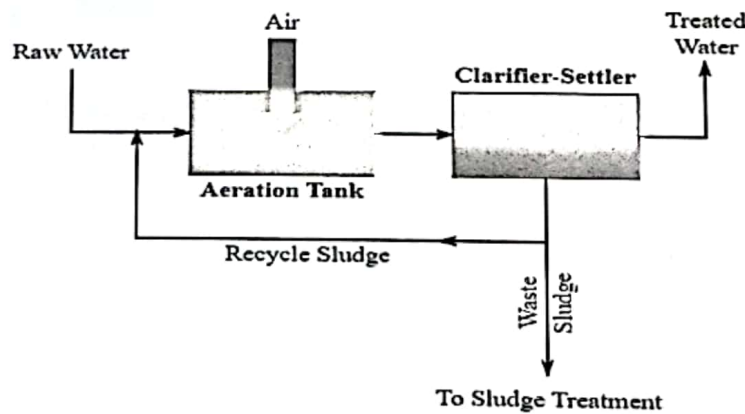 Air
Raw Water
Treated
Water
Clarifier-Settler
Aeration Tank
Recycle Sludge
Waste
Sludge
To Sludge Treatment